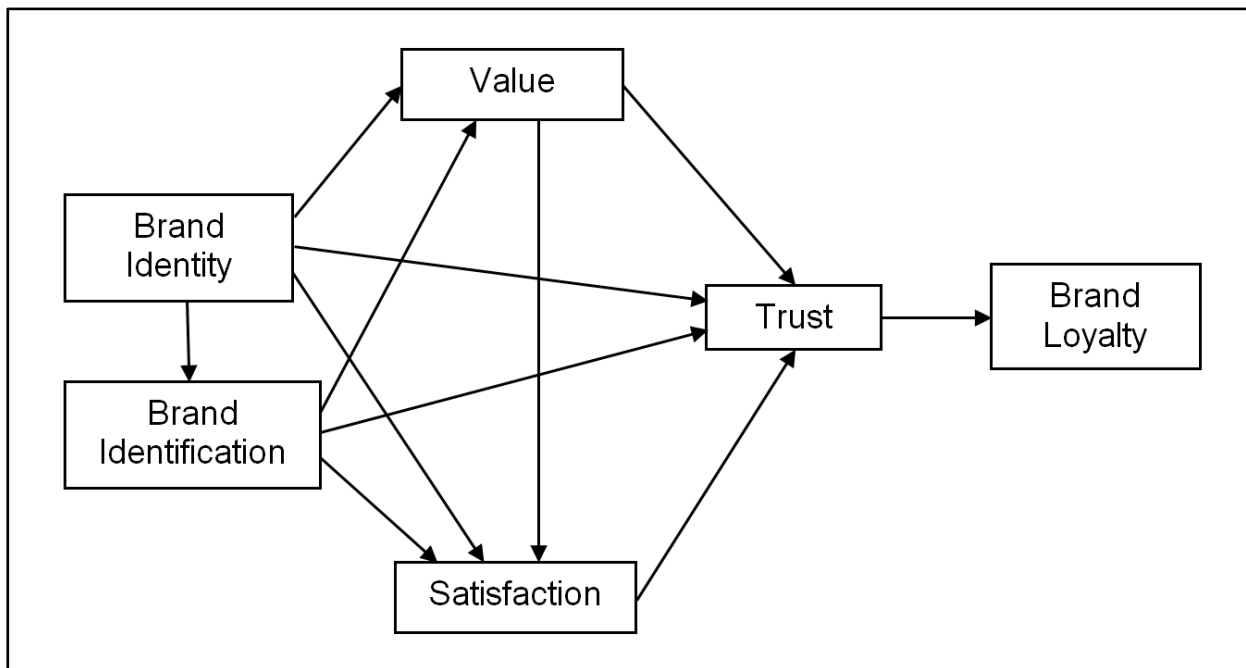 Value
Brand
Identity
Trust
Brand
Loyalty
Brand
Identification
Satisfaction